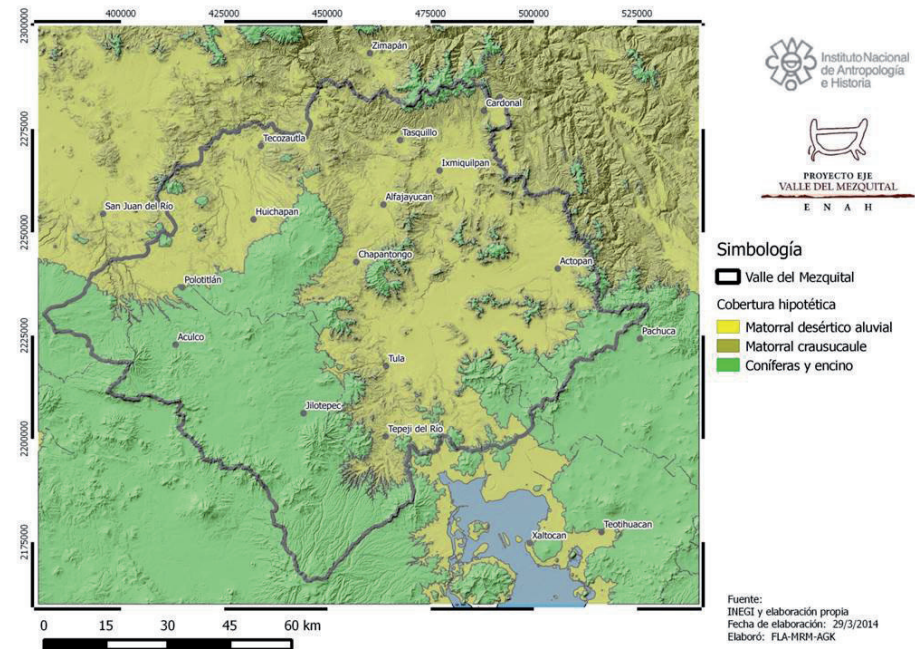 400000 425000 450000 475000 500000 525000
2300000
2275000
2250000
2225000
2200000
2175000
Zimapán
Cardonal
Tasquillo
Tecozautla
Ixmiquilpan
Alfajayucan
San Juan del Río
Huichapan
Chapantongo
Actopan
Polotitlán
Aculco
Pachuca
Tula
Jilotepec
Tepeji del Río
Teotihuacan
Xaltocan
0 15 30 45 60 km
Instituto Nacional
de Antropología
e Historia
PROYECTO EJE
VALLE DEL MEZQUITAL
E N A H
Simbología
Valle del Mezquital
Cobertura hipotética
Matorral desértico aluvial
Matorral crausucaule
Coníferas y encino
Fuente:
INEGI y elaboración propia
Fecha de elaboración: 29/3/2014
Elaboró: FLA-MRM-AGK